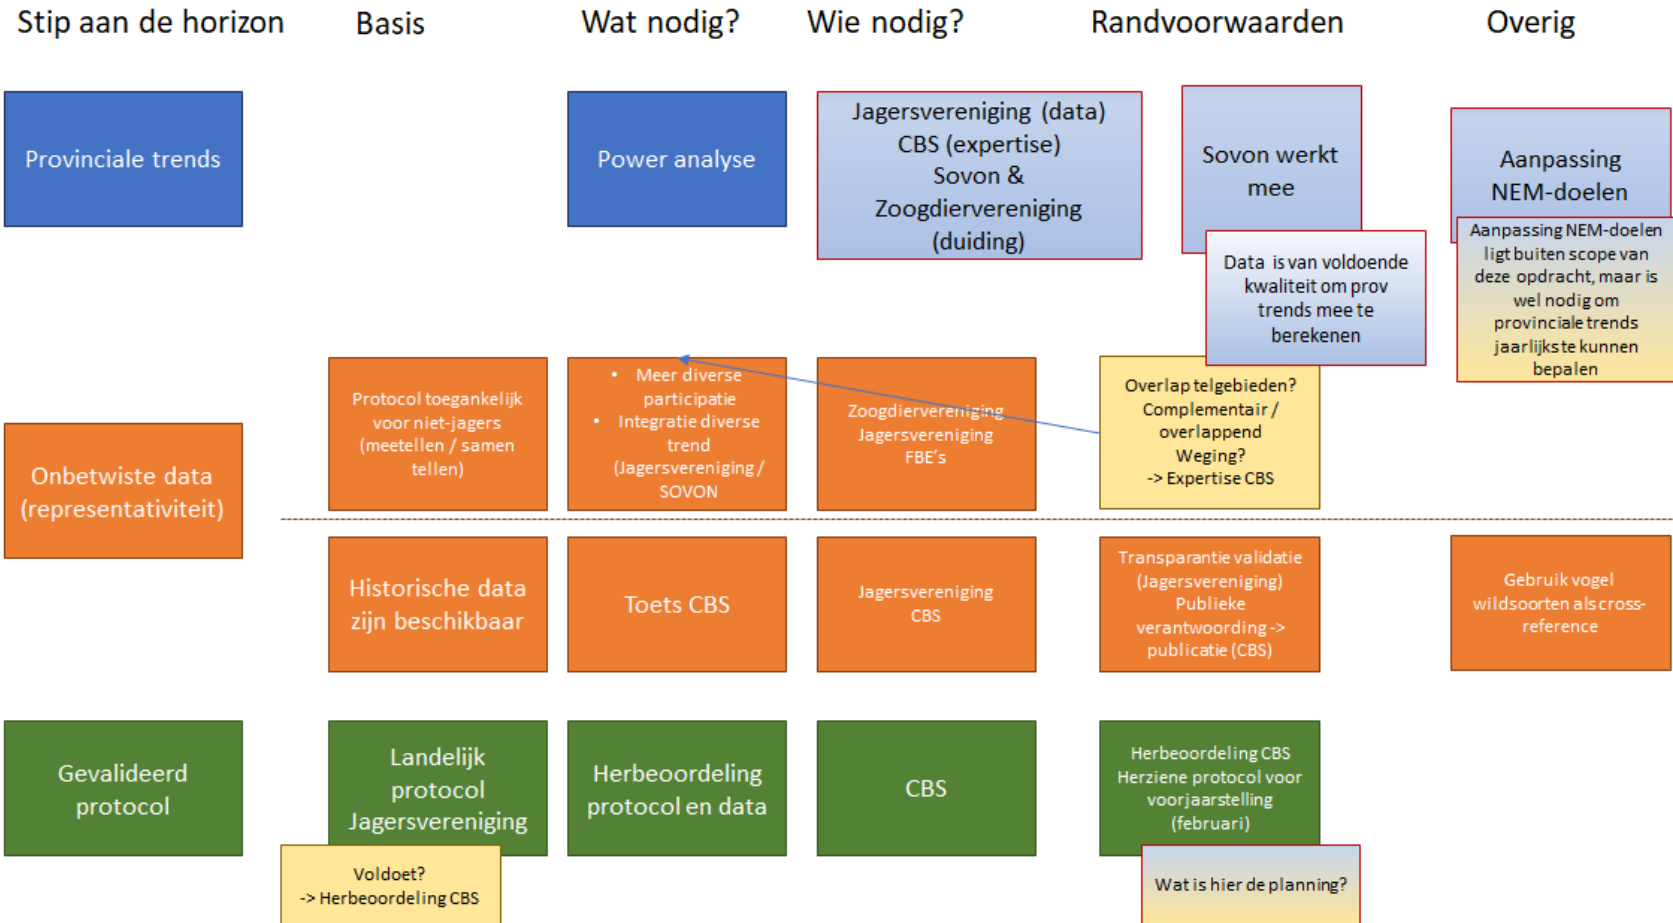 Stip aan de horizon
Basis
Wat nodig?
Wie nodig?
Randvoorwaarden
Overig
Provinciale trends
Power analyse
Jagersvereniging (data)
CBS (expertise)
Sovon &
Zoogdiervereniging
(duiding)
Sovon werkt
mee
Data is van voldoende
kwaliteit om prov
trends mee te
berekenen
Aanpassing
NEM-doelen
Aanpassing NEM-doelen
ligt buiten scope van
deze opdracht, maar is
wel nodig om
provinciale trends
jaarlijks te kunnen
bepalen
Onbetwiste data
(representativiteit)
Protocol toegankelijk
voor niet-jagers
(meetellen / samen
tellen)
• Meer diverse
participatie
• Integratie diverse
trend
(Jagersvereniging /
SOVON
Zoogdiervereniging
Jagersvereniging
FBE's
Overlap telgebieden?
Complementair /
overlappend
Weging?
-> Expertise CBS
Historische data
zijn beschikbaar
Toets CBS
Jagersvereniging
CBS
Transparantie validatie
(Jagersvereniging)
Publieke
verantwoording ->
publicatie (CBS)
Gebruik vogel
wildsoorten als cross-
reference
Gevalideerd
protocol
Landelijk
protocol
Jagersvereniging
Voldoet?
-> Herbeoordeling CBS
Herbeoordeling
protocol en data
CBS
Herbeoordeling CBS
Herziene protocol voor
voorjaarstelling
(februari)
Wat is hier de planning?